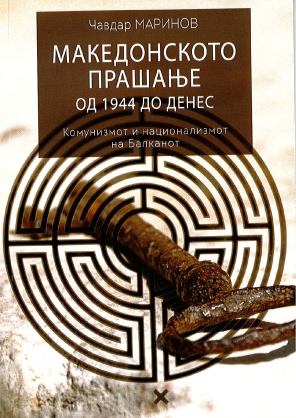 Чавдар МАРИНОВ
МАКЕДОНСКОТО
ПРАШАЊЕ
ОД 1944 ДО ДЕНЕС
Комунизмот и национализмот
на Балканот